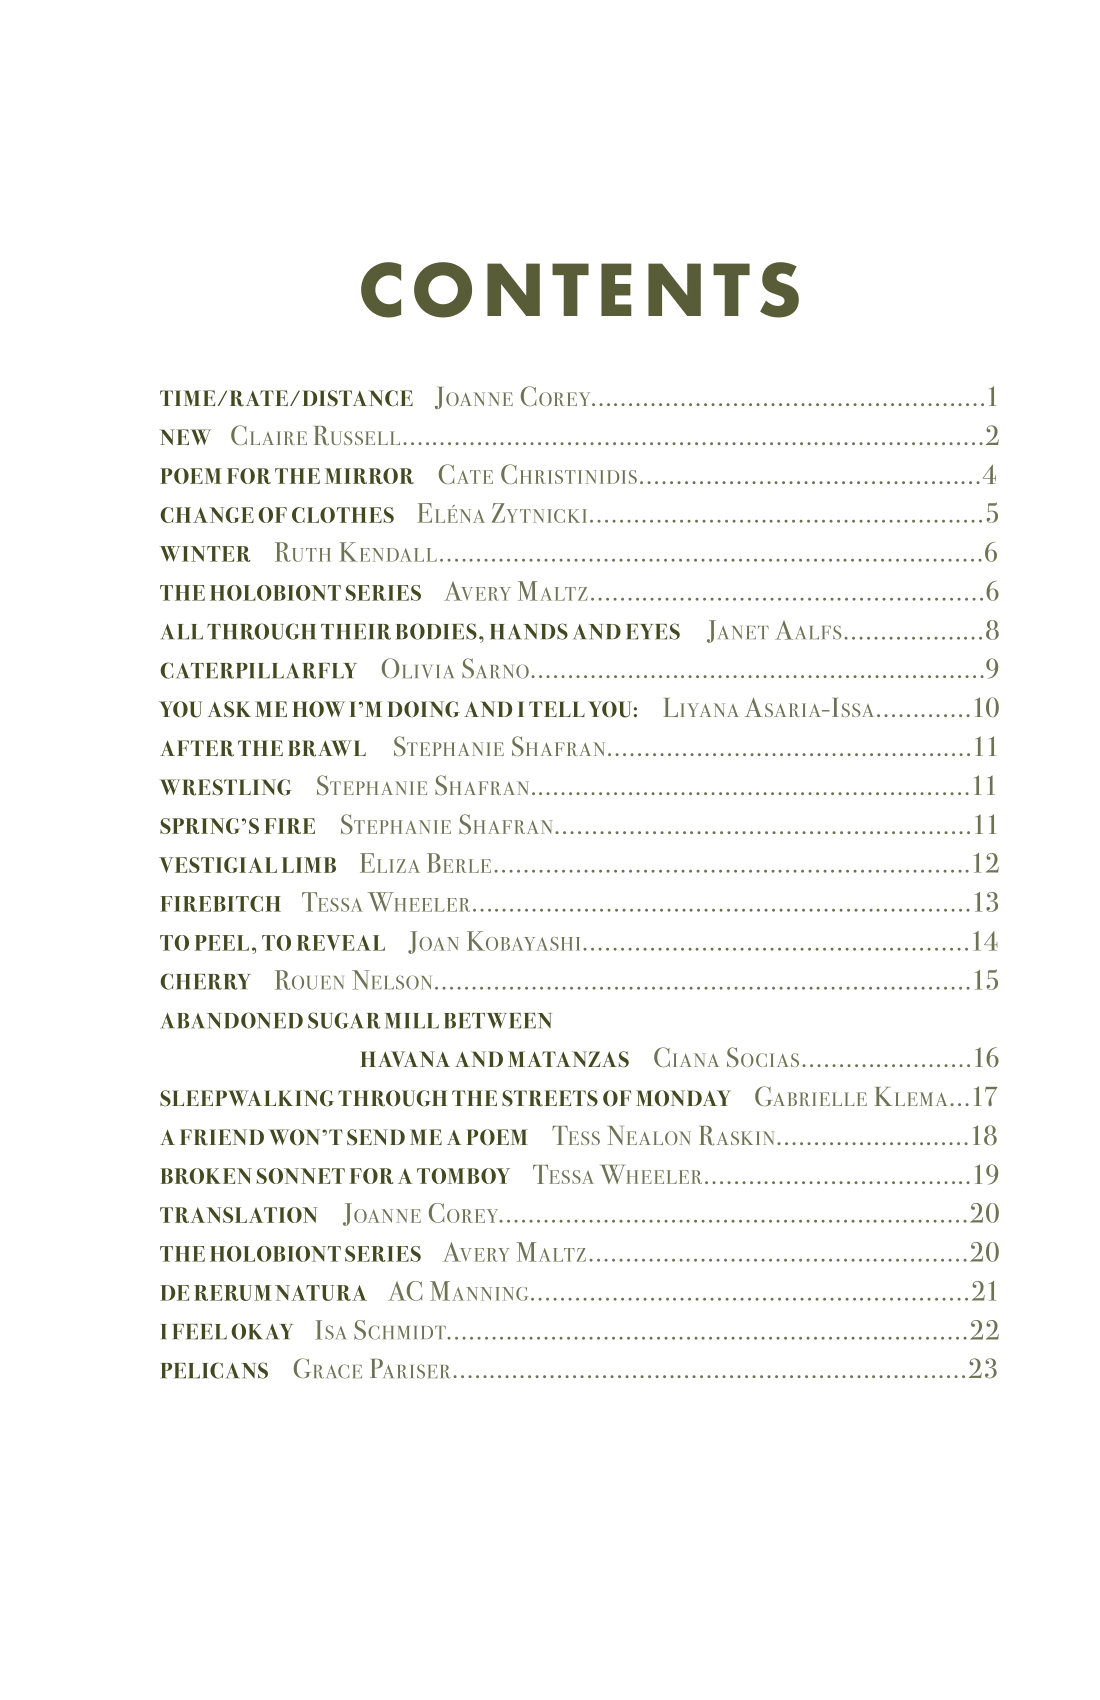 CONTENTS
TIME/RATE/DISTANCE Joanne Corey.....................................................1
NEW Claire Russell..............................................................................2
POEM FOR THE MIRROR Cate Christinidis..............................................4
CHANGE OF CLOTHES Eléna Zytnicki.....................................................5
WINTER Ruth Kendall.........................................................................6
THE HOLOBIONT SERIES Avery Maltz.....................................................6
ALL THROUGH THEIR BODIES, HANDS AND EYES Janet Aalfs...................8
CATERPILLARFLY Olivia Sarno.............................................................9
YOU ASK ME HOW I’M DOING AND I TELL YOU: Liyana Asaria-Issa.............10
AFTER THE BRAWL Stephanie Shafran.................................................11
WRESTLING Stephanie Shafran...........................................................11
SPRING’S FIRE Stephanie Shafran........................................................11
VESTIGIAL LIMB Eliza Berle................................................................12
FIREBITCH Tessa Wheeler...................................................................13
TO PEEL, TO REVEAL Joan Kobayashi....................................................14
CHERRY Rouen Nelson........................................................................15
ABANDONED SUGAR MILL BETWEEN
HAVANA AND MATANZAS Ciana Socias.......................16
SLEEPWALKING THROUGH THE STREETS OF MONDAY Gabrielle Klema...17
A FRIEND WON’T SEND ME A POEM Tess Nealon Raskin..........................18
BROKEN SONNET FOR A TOMBOY Tessa Wheeler....................................19
TRANSLATION Joanne Corey...............................................................20
THE HOLOBIONT SERIES Avery Maltz...................................................20
DE RERUM NATURA AC Manning...........................................................21
I FEEL OKAY Isa Schmidt......................................................................22
PELICANS Grace Pariser.....................................................................23